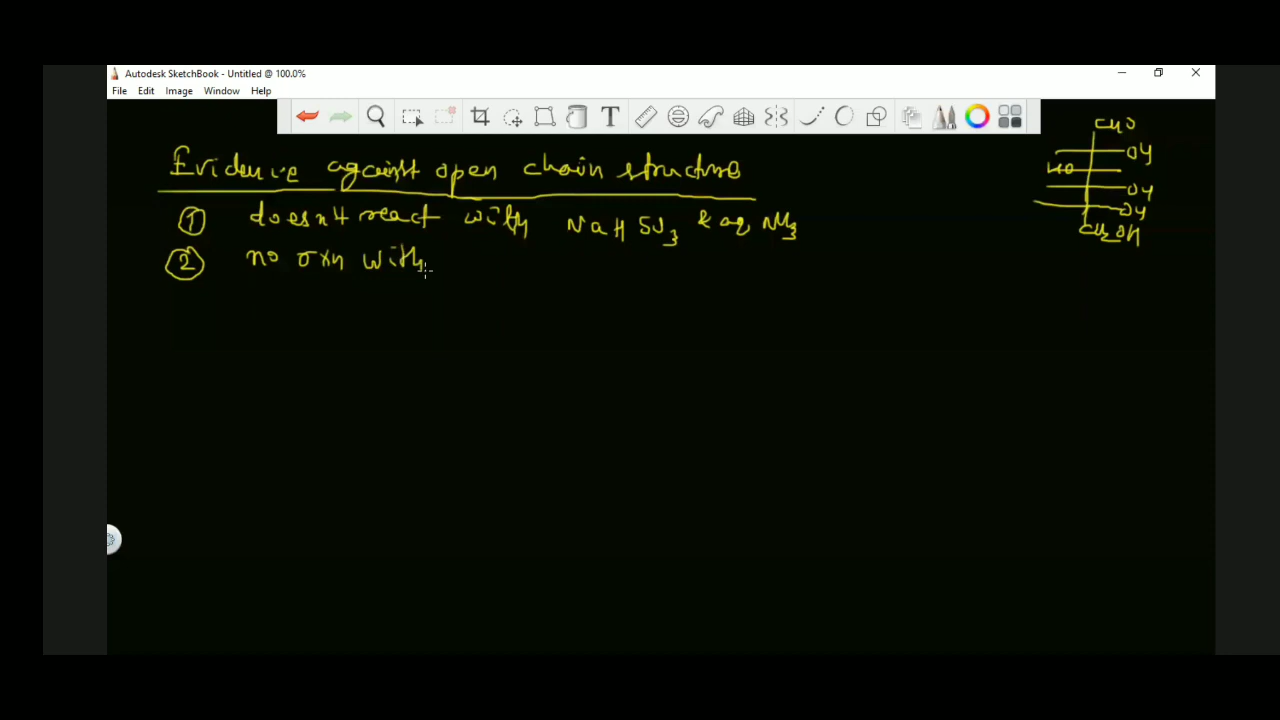 Autodesk SketchBook - Untitled @ 100.0%
File Edit Image Window Help
T
Evidence against open chain structure
① doesn't react with NaHSO3 & aq NH3
② no rxn with
CHO
OH
HO
OH
OH
CH2OH